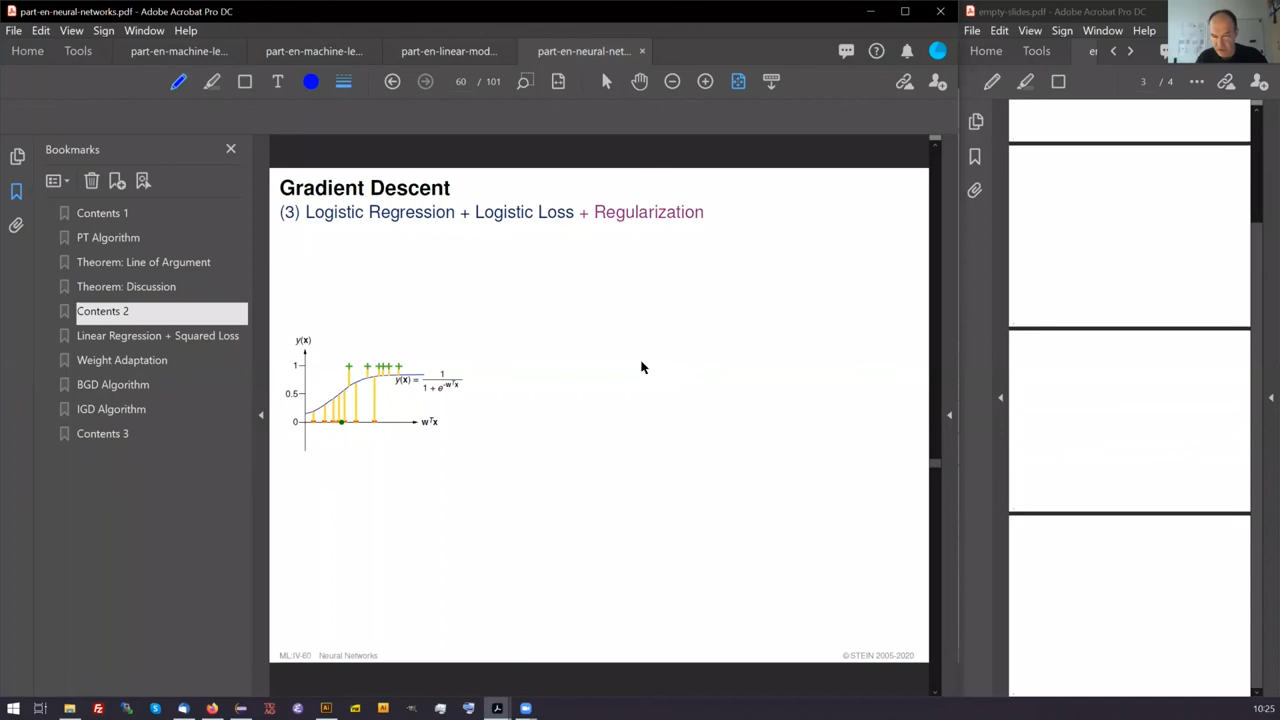 part-en-neural-networks.pdf - Adobe Acrobat Pro DC
File Edit View Sign Window Help
Home Tools part-en-machine-le... part-en-machine-le... part-en-linear-mod... part-en-neural-net... ×
60 / 101
Bookmarks
Contents 1
PT Algorithm
Theorem: Line of Argument
Theorem: Discussion
Contents 2
Linear Regression + Squared Loss
Weight Adaptation
BGD Algorithm
IGD Algorithm
Contents 3
Gradient Descent
(3) Logistic Regression + Logistic Loss + Regularization
y(x)
1
0.5
0
y(x) = 1 / 1 + e^-wᵀx
wᵀx
ML:IV-60 Neural Networks
© STEIN 2005-2020
empty-slides.pdf - Adobe Acrobat Pro DC
File Edit View Sign Window Help
Home Tools
3 / 4
10:25